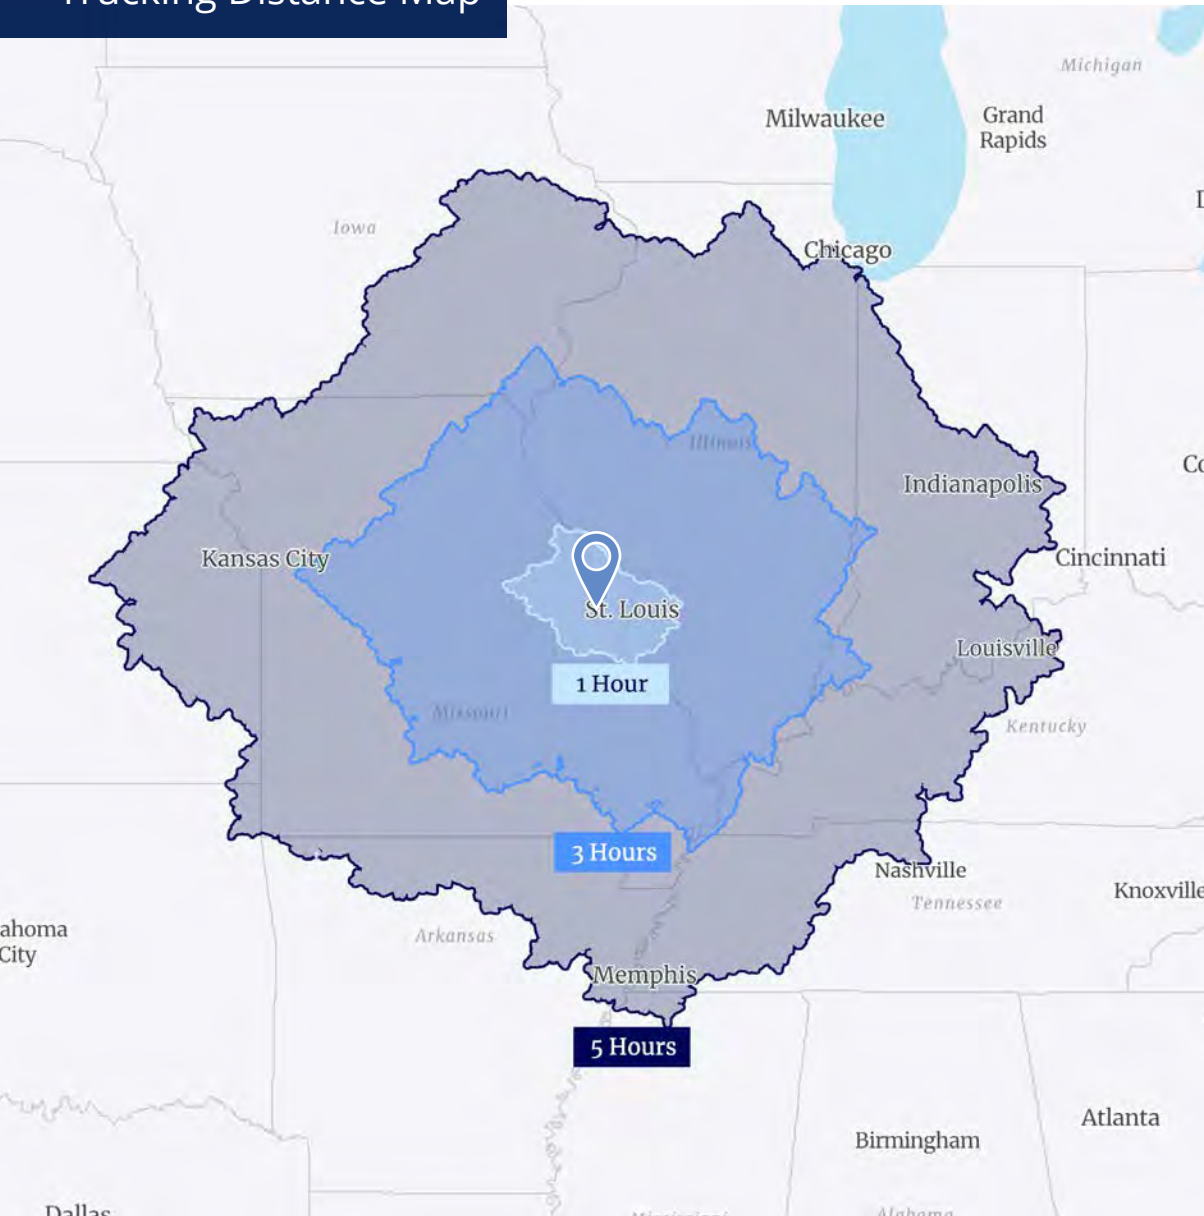 Trucking Distance Map
Michigan
Milwaukee
Grand
Rapids
Iowa
Chicago
Illinois
Indianapolis
Kansas City
Cincinnati
St. Louis
Louisville
1 Hour
Missouri
Kentucky
3 Hours
Nashville
Knoxville
Tennessee
ahoma
City
Arkansas
Memphis
5 Hours
Atlanta
Birmingham
Dallas
Mississippi
Alabama